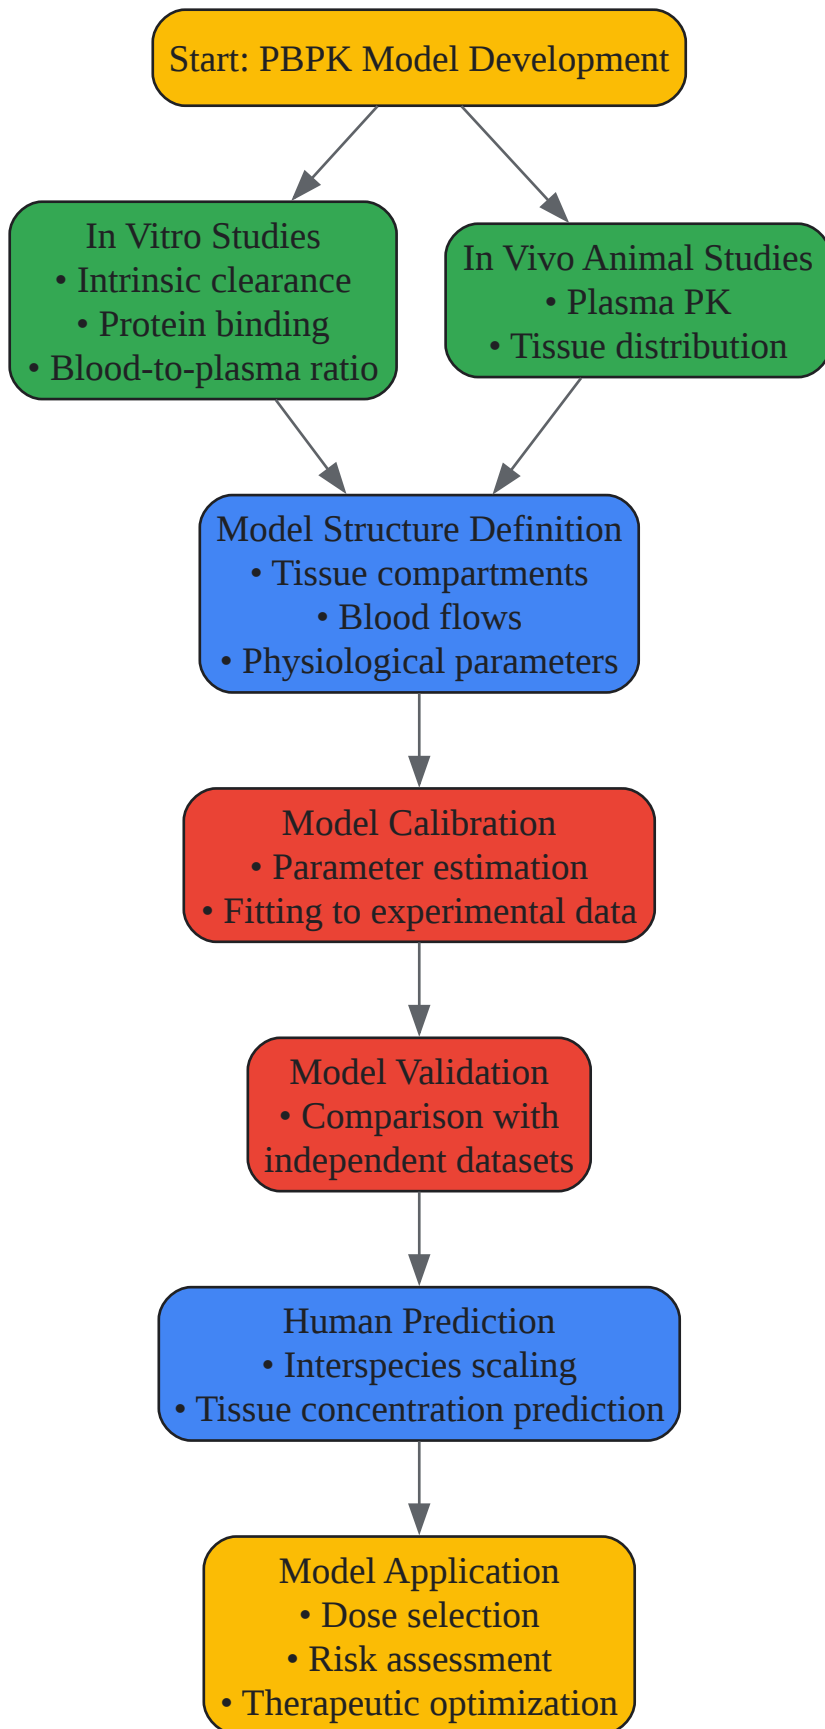 Start: PBPK Model Development
In Vitro Studies
• Intrinsic clearance
• Protein binding
• Blood-to-plasma ratio
In Vivo Animal Studies
• Plasma PK
• Tissue distribution
Model Structure Definition
• Tissue compartments
• Blood flows
• Physiological parameters
Model Calibration
• Parameter estimation
• Fitting to experimental data
Model Validation
• Comparison with
independent datasets
Human Prediction
• Interspecies scaling
• Tissue concentration prediction
Model Application
• Dose selection
• Risk assessment
• Therapeutic optimization